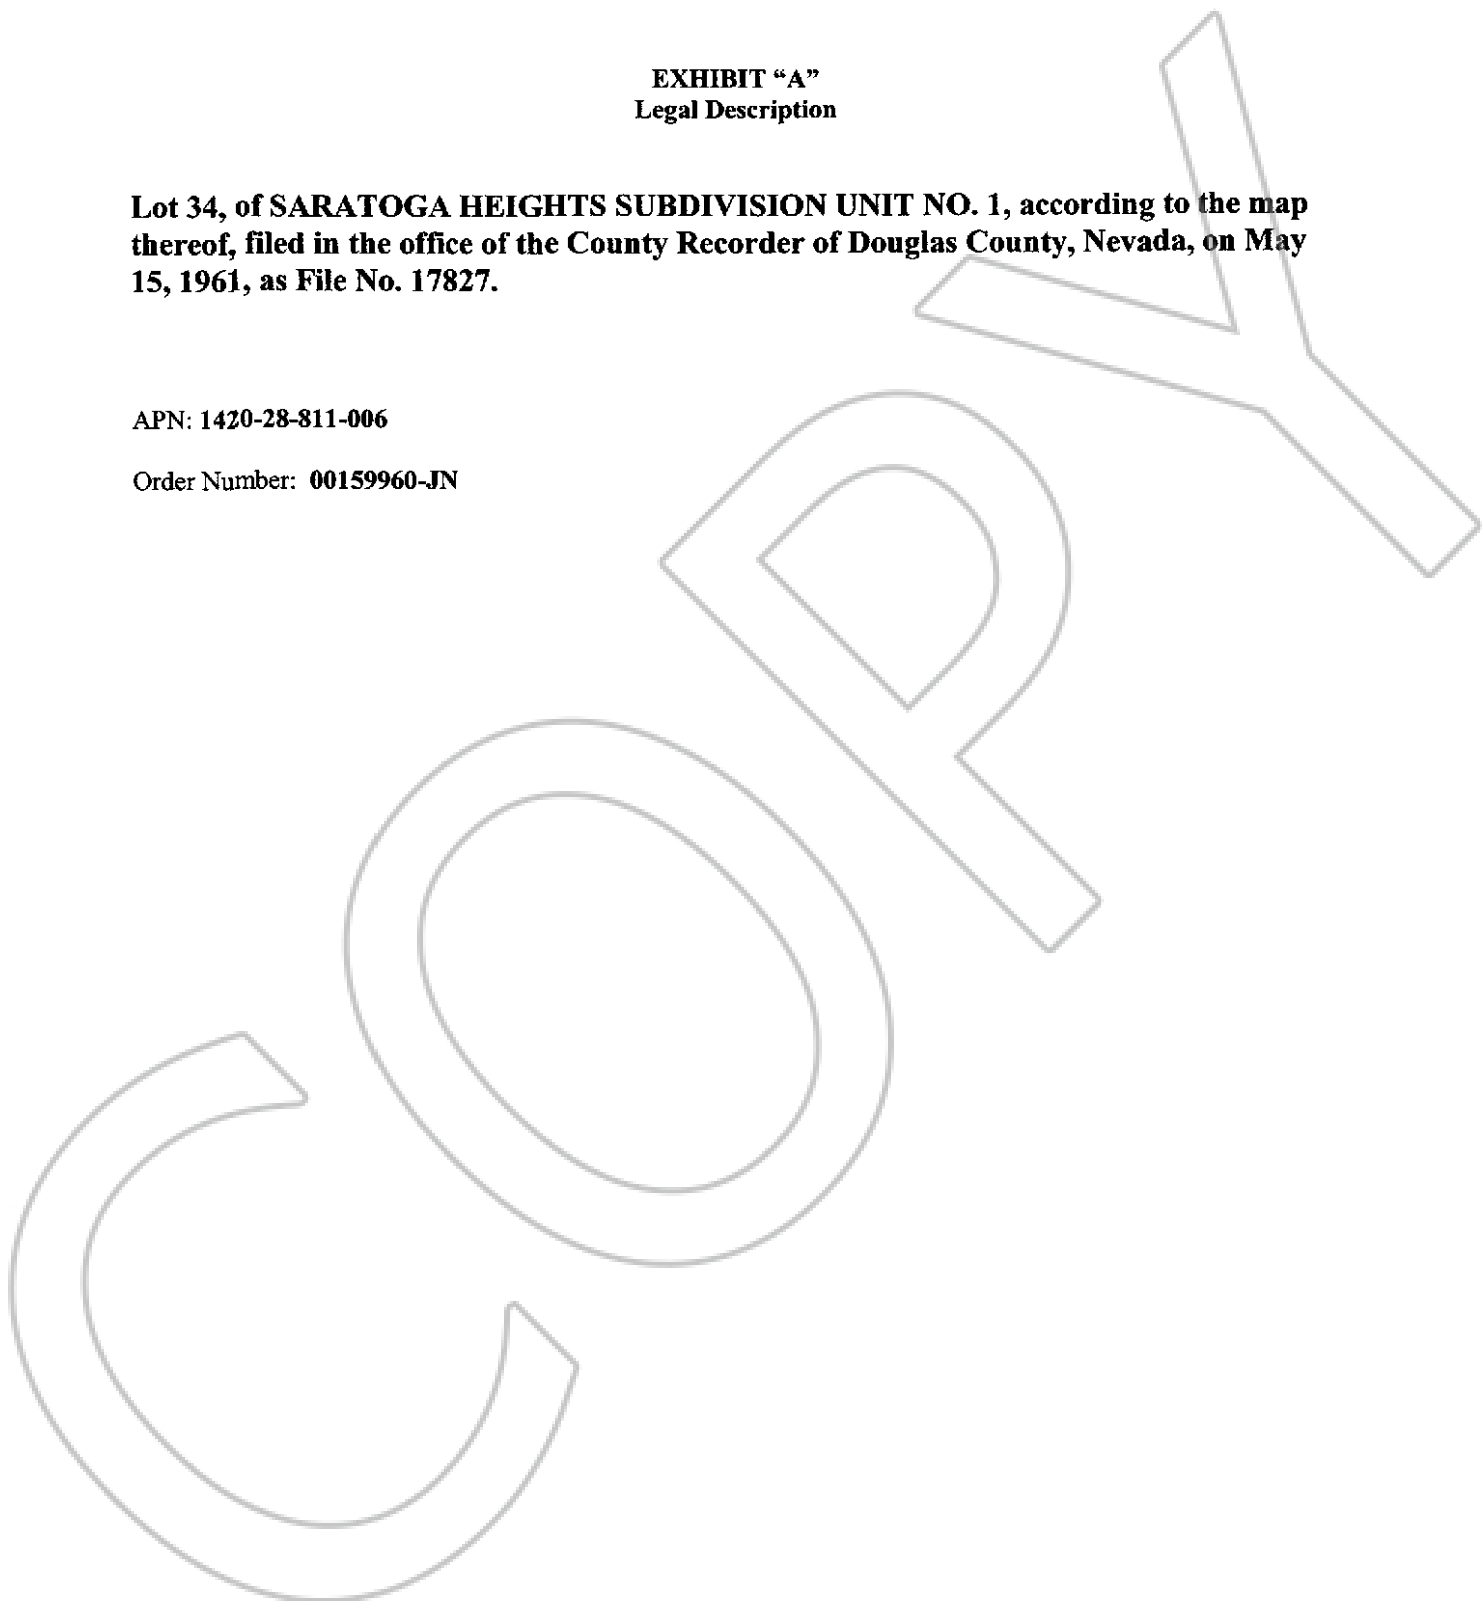 EXHIBIT “A”
Legal Description
Lot 34, of SARATOGA HEIGHTS SUBDIVISION UNIT NO. 1, according to the map
thereof, filed in the office of the County Recorder of Douglas County, Nevada, on May
15, 1961, as File No. 17827.
APN: 1420-28-811-006
Order Number: 00159960-JN
COPY